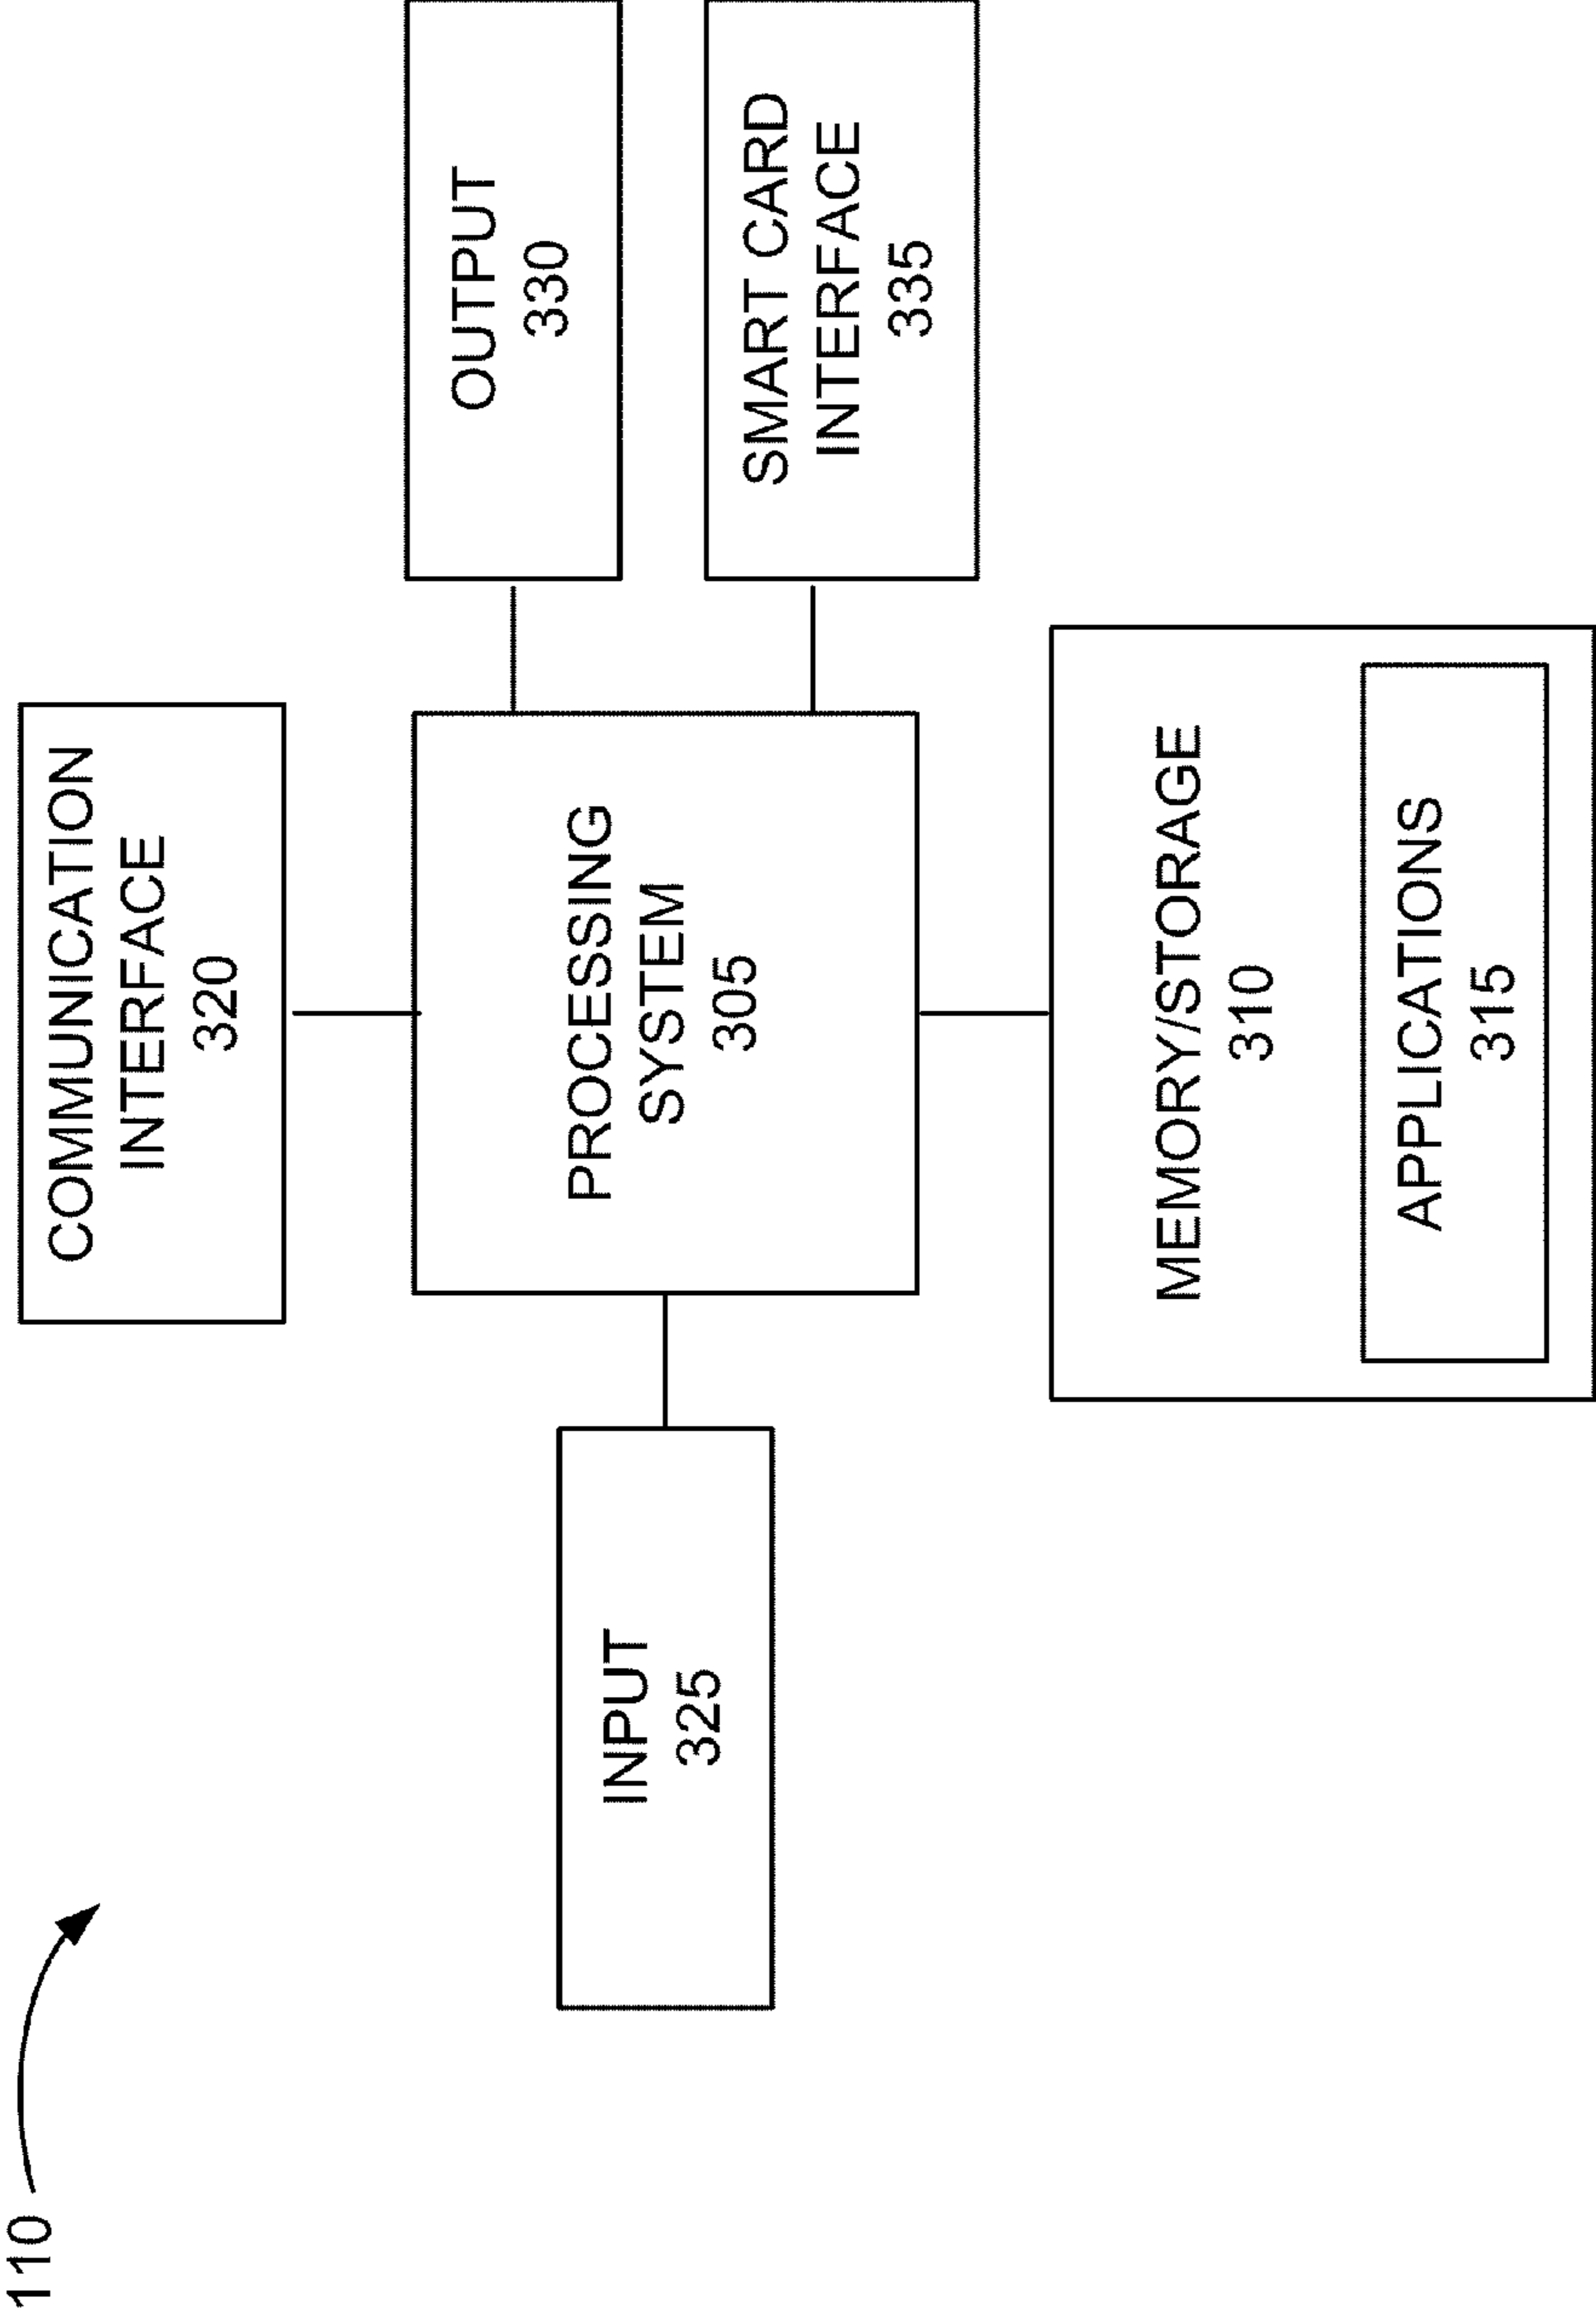 110
COMMUNICATION
INTERFACE
320
INPUT
325
PROCESSING
SYSTEM
305
OUTPUT
330
SMART CARD
INTERFACE
335
MEMORY/STORAGE
310
APPLICATIONS
315